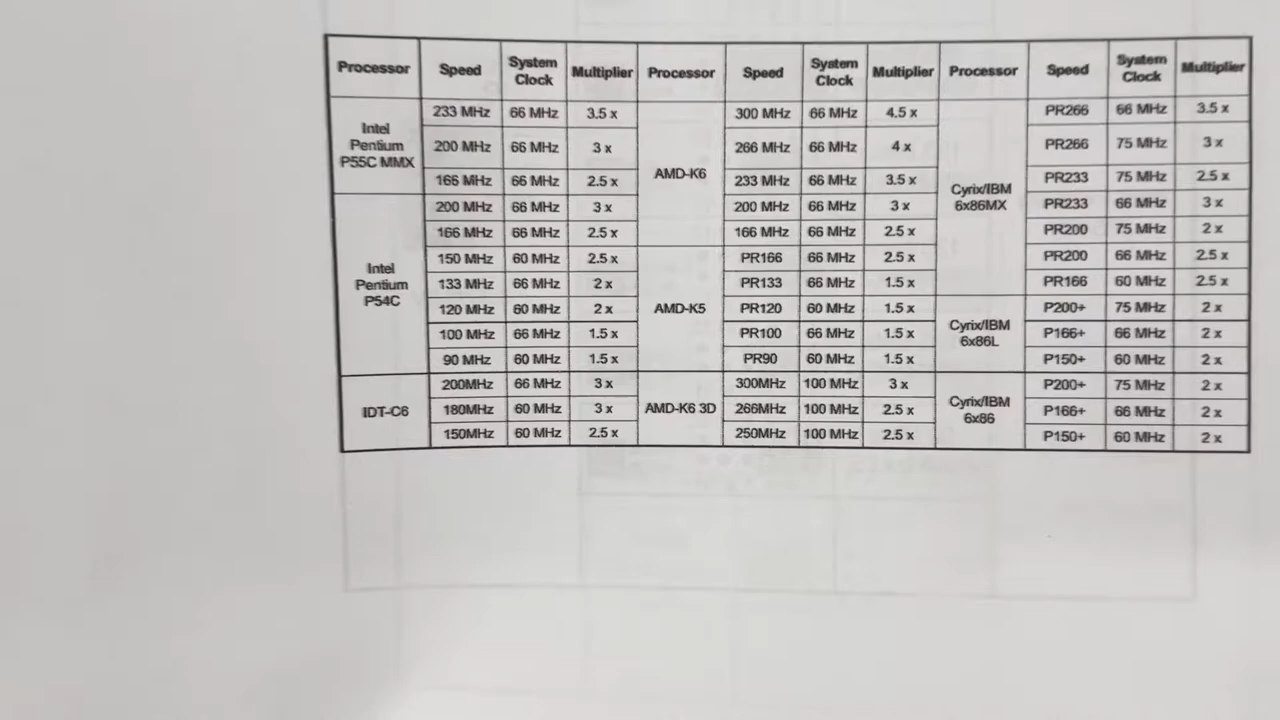 Processor Speed System Clock Multiplier Processor Speed System Clock Multiplier Processor Speed System Clock Multiplier
Intel Pentium P55C MMX 233 MHz 66 MHz 3.5 x AMD-K6 300 MHz 66 MHz 4.5 x Cyrix/IBM 6x86MX PR266 66 MHz 3.5 x
200 MHz 66 MHz 3 x 266 MHz 66 MHz 4 x PR266 75 MHz 3 x
166 MHz 66 MHz 2.5 x 233 MHz 66 MHz 3.5 x PR233 75 MHz 2.5 x
Intel Pentium P54C 200 MHz 66 MHz 3 x 200 MHz 66 MHz 3 x PR233 66 MHz 3 x
166 MHz 66 MHz 2.5 x 166 MHz 66 MHz 2.5 x PR200 75 MHz 2 x
150 MHz 60 MHz 2.5 x AMD-K5 PR166 66 MHz 2.5 x PR200 66 MHz 2.5 x
133 MHz 66 MHz 2 x PR133 66 MHz 1.5 x PR166 60 MHz 2.5 x
120 MHz 60 MHz 2 x PR120 60 MHz 1.5 x Cyrix/IBM 6x86L P200+ 75 MHz 2 x
100 MHz 66 MHz 1.5 x PR100 66 MHz 1.5 x P166+ 66 MHz 2 x
90 MHz 60 MHz 1.5 x PR90 60 MHz 1.5 x P150+ 60 MHz 2 x
IDT-C6 200MHz 66 MHz 3 x AMD-K6 3D 300MHz 100 MHz 3 x Cyrix/IBM 6x86 P200+ 75 MHz 2 x
180MHz 60 MHz 3 x 266MHz 100 MHz 2.5 x P166+ 66 MHz 2 x
150MHz 60 MHz 2.5 x 250MHz 100 MHz 2.5 x P150+ 60 MHz 2 x